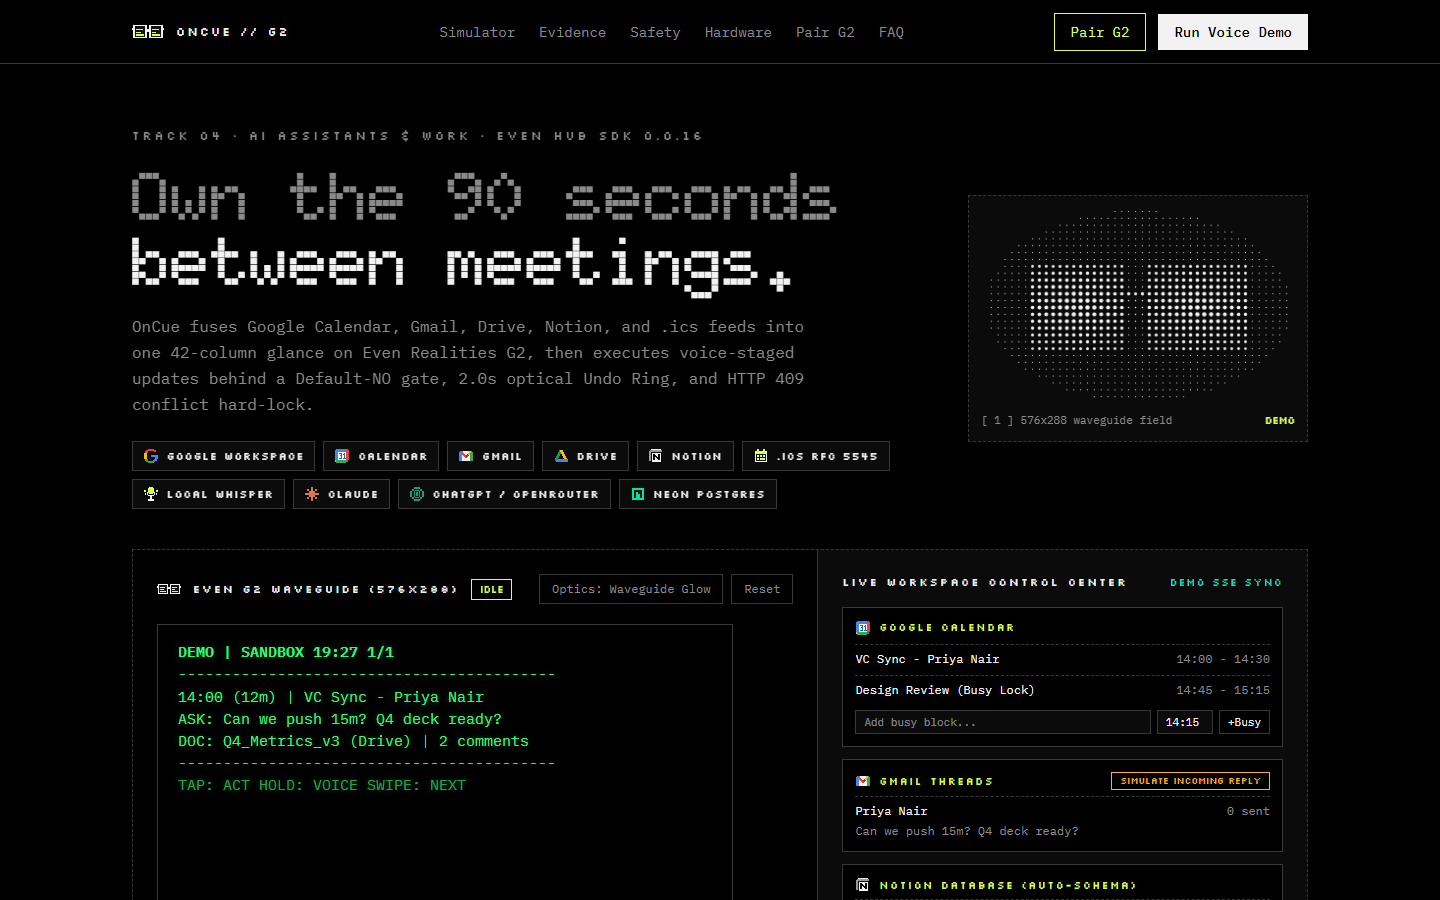 ONCUE // G2
Simulator Evidence Safety Hardware Pair G2 FAQ
Pair G2 Run Voice Demo
TRACK 04 · AI ASSISTANTS & WORK · EVEN HUB SDK 0.0.16
Own the 90 seconds
between meetings.
OnCue fuses Google Calendar, Gmail, Drive, Notion, and .ics feeds into
one 42-column glance on Even Realities G2, then executes voice-staged
updates behind a Default-NO gate, 2.0s optical Undo Ring, and HTTP 409
conflict hard-lock.
[ 1 ] 576x288 waveguide field DEMO
GOOGLE WORKSPACE CALENDAR GMAIL DRIVE NOTION .ICS RFC 5545
LOCAL WHISPER CLAUDE CHATGPT / OPENROUTER NEON POSTGRES
EVEN G2 WAVEGUIDE (576X288) IDLE Optics: Waveguide Glow Reset
DEMO | SANDBOX 19:27 1/1
------------------------------------------
14:00 (12m) | VC Sync - Priya Nair
ASK: Can we push 15m? Q4 deck ready?
DOC: Q4_Metrics_v3 (Drive) | 2 comments
------------------------------------------
TAP: ACT HOLD: VOICE SWIPE: NEXT
LIVE WORKSPACE CONTROL CENTER DEMO SSE SYNC
31 GOOGLE CALENDAR
VC Sync - Priya Nair 14:00 - 14:30
Design Review (Busy Lock) 14:45 - 15:15
Add busy block... 14:15 +Busy
GMAIL THREADS SIMULATE INCOMING REPLY
Priya Nair 0 sent
Can we push 15m? Q4 deck ready?
NOTION DATABASE (AUTO-SCHEMA)